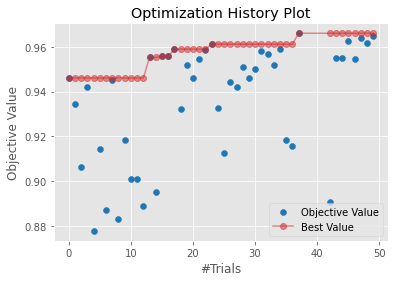 Optimization History Plot
Objective Value
0.96
0.94
0.92
0.90
0.88
0
10
20
30
40
50
#Trials
Objective Value
Best Value